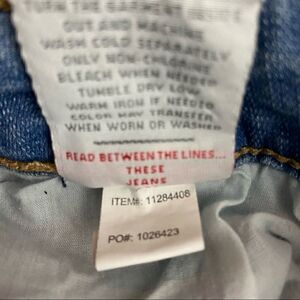 TURN THE GARMENT INSIDE
OUT AND MACHINE
WASH COLD SEPARATELY
ONLY NON-CHLORINE
BLEACH WHEN NEEDED
TUMBLE DRY LOW
WARM IRON IF NEEDED
COLOR MAY TRANSFER
WHEN WORN OR WASHED
READ BETWEEN THE LINES...
THESE
JEANS
ITEM#: 11284408
PO#: 1026423